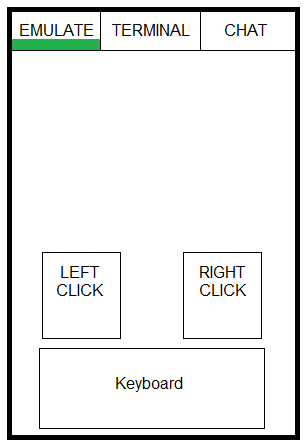 EMULATE TERMINAL CHAT
LEFT RIGHT
CLICK CLICK
Keyboard